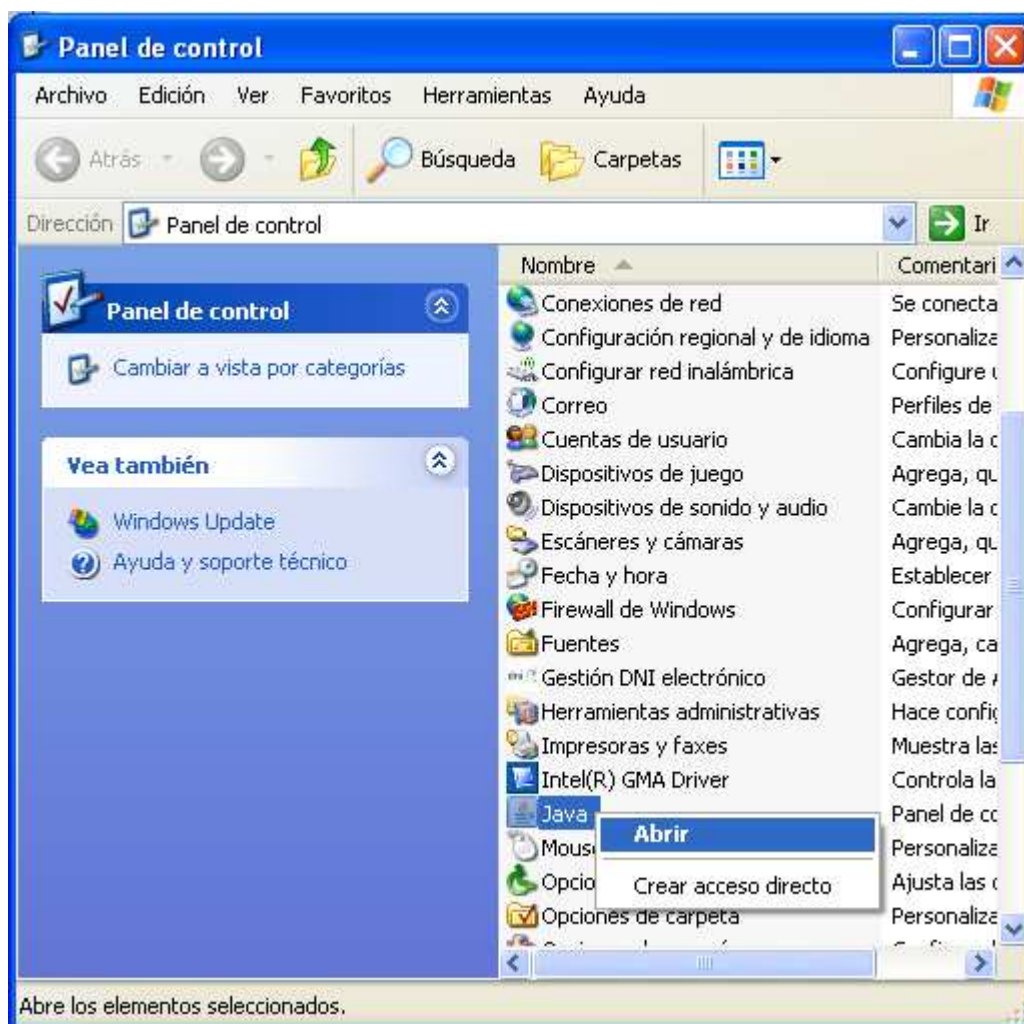 Panel de control
Archivo Edición Ver Favoritos Herramientas Ayuda
Atrás Búsqueda Carpetas
Dirección Panel de control Ir
Panel de control
Cambiar a vista por categorías
Vea también
Windows Update
Ayuda y soporte técnico
Nombre Comentari
Conexiones de red Se conecta
Configuración regional y de idioma Personaliza
Configurar red inalámbrica Configure
Correo Perfiles de
Cuentas de usuario Cambia la
Dispositivos de juego Agrega, qu
Dispositivos de sonido y audio Cambie la
Escáneres y cámaras Agrega, qu
Fecha y hora Establecer
Firewall de Windows Configurar
Fuentes Agrega, ca
Gestión DNI electrónico Gestor de
Herramientas administrativas Hace config
Impresoras y faxes Muestra las
Intel(R) GMA Driver Controla la
Java Panel de co
Abrir
Mous Personaliza
Opcio Ajusta las
Crear acceso directo
Opciones de carpeta Personaliza
Abre los elementos seleccionados.